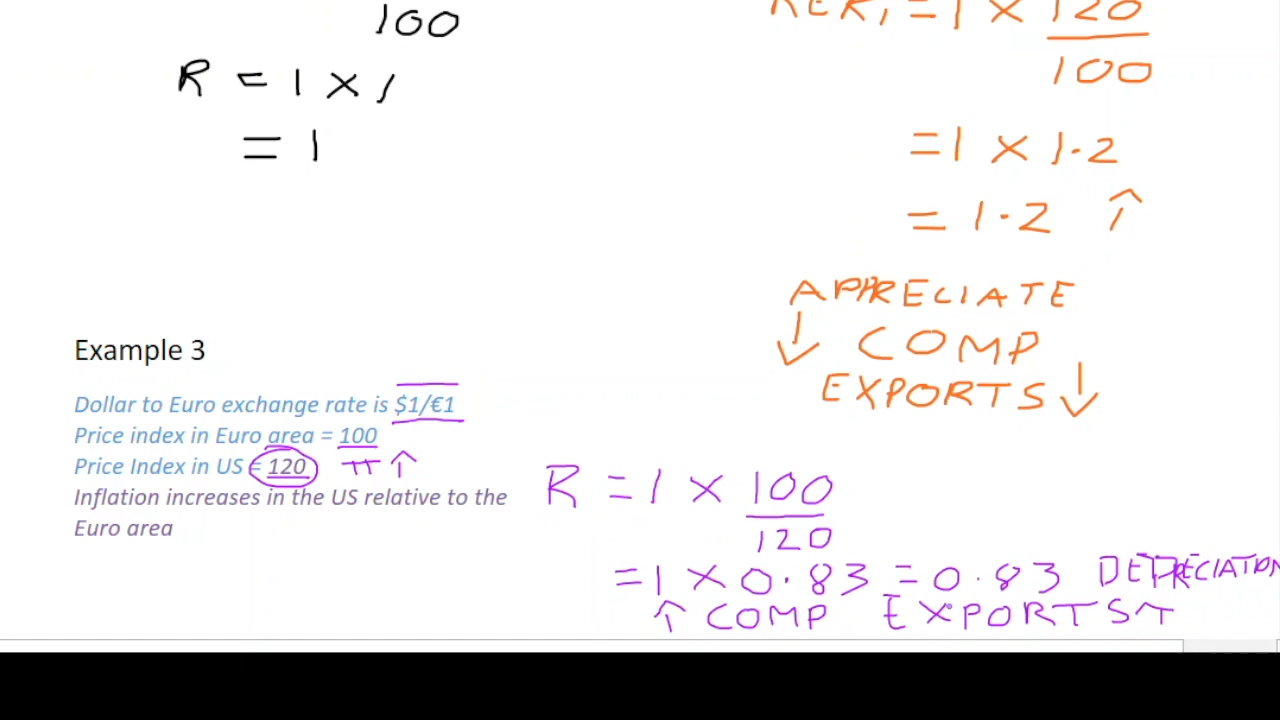 100
R = 1 × 1
= 1
RER, = 1 × 120
100
= 1 × 1.2
= 1.2 ↑
APPRECIATE
↓ COMP
EXPORTS ↓
Example 3
Dollar to Euro exchange rate is $1/€1
Price index in Euro area = 100
Price Index in US = 120 π ↑
Inflation increases in the US relative to the
Euro area
R = 1 × 100
120
= 1 × 0.83 = 0.83 DEPRECIATION
↑ COMP EXPORTS ↑